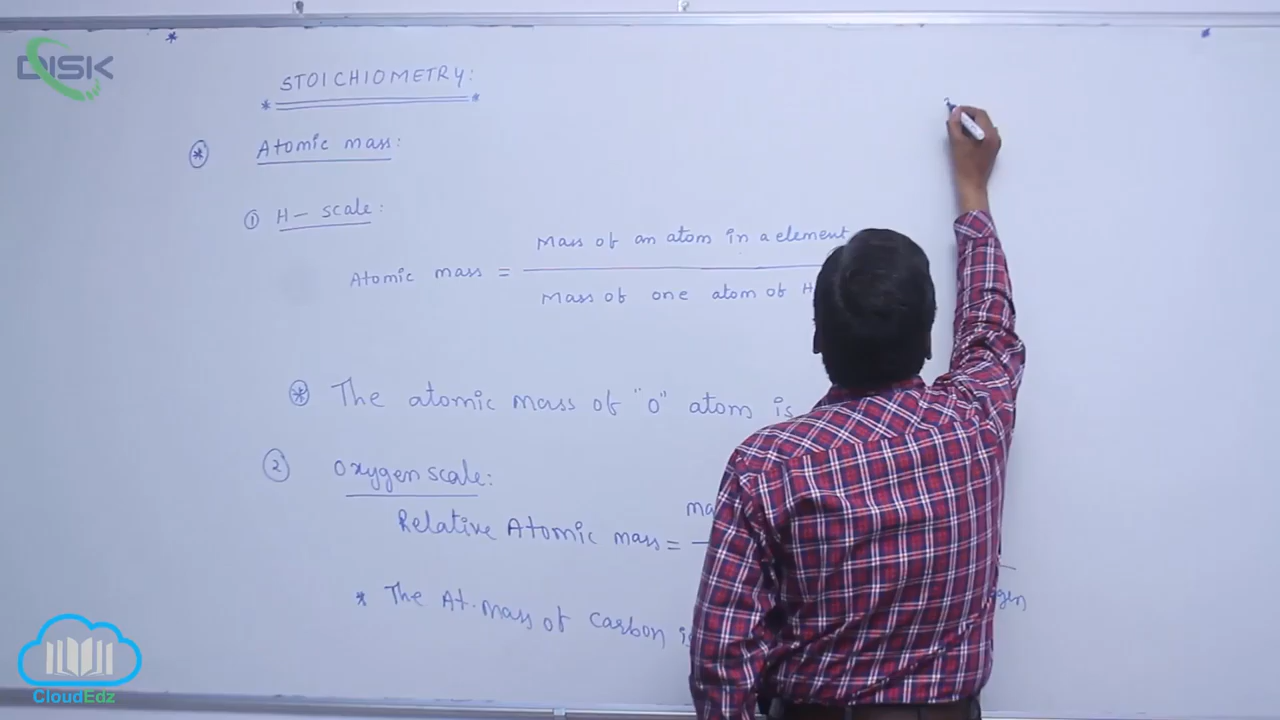 DISK
STOICHIOMETRY:
* Atomic mass:
① H- scale:
Mass of an atom in a element
Atomic mass =
Mass of one atom of H
* The atomic mass of "O" atom is
② Oxygen scale:
Relative Atomic mass =
* The At. mass of carbon is
CloudEdz